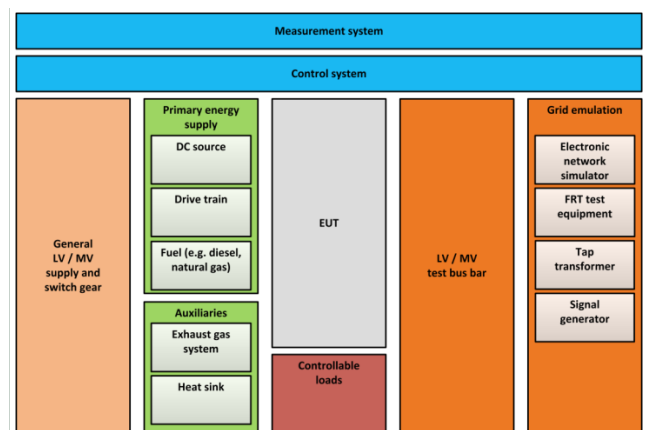 Measurement system
Control system
General
LV / MV
supply and
switch gear
Primary energy
supply
DC source
Drive train
Fuel (e.g. diesel,
natural gas)
Auxiliaries
Exhaust gas
system
Heat sink
EUT
Controllable
loads
LV / MV
test bus bar
Grid emulation
Electronic
network
simulator
FRT test
equipment
Tap
transformer
Signal
generator